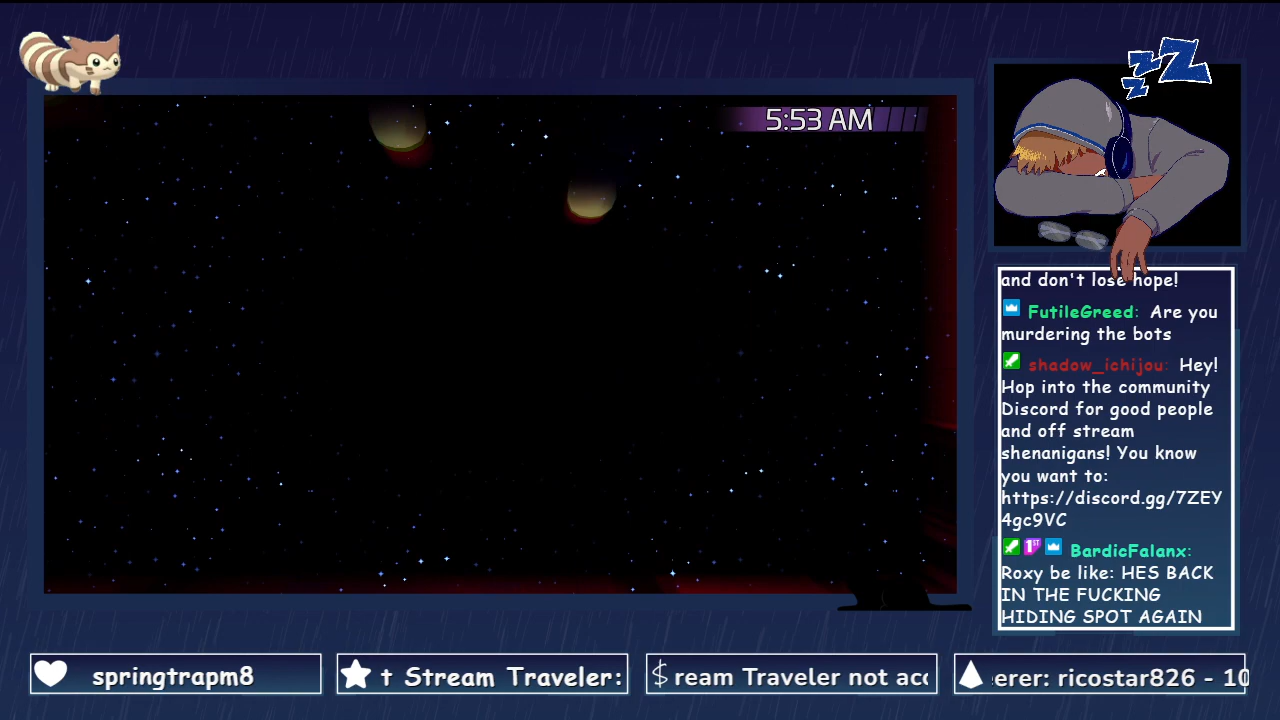 5:53 AM
and don't lose hope!
FutileGreed: Are you
murdering the bots
shadow_ichijou: Hey!
Hop into the community
Discord for good people
and off stream
shenanigans! You know
you want to:
https://discord.gg/7ZEY
4gc9VC
BardicFalanx:
Roxy be like: HES BACK
IN THE FUCKING
HIDING SPOT AGAIN
springtrapm8
t Stream Traveler:
$ ream Traveler not acc
erer: ricostar826 - 10
ZZZ
1ST